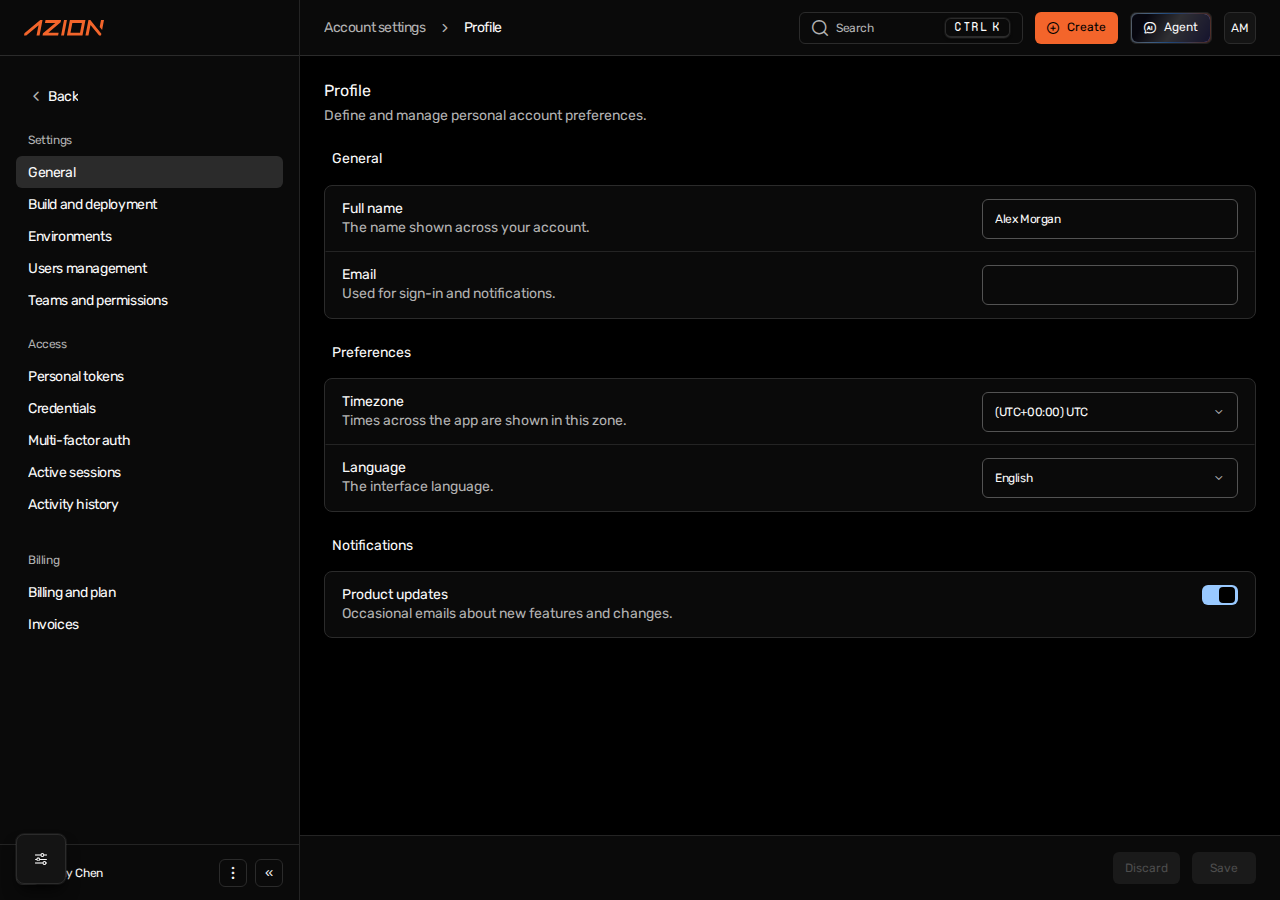 AZION
Account settings
Profile
Search
CTRL K
Create
Agent
AM
Back
Settings
General
Build and deployment
Environments
Users management
Teams and permissions
Access
Personal tokens
Credentials
Multi-factor auth
Active sessions
Activity history
Billing
Billing and plan
Invoices
y Chen
Profile
Define and manage personal account preferences.
General
Full name
The name shown across your account.
Alex Morgan
Email
Used for sign-in and notifications.
Preferences
Timezone
Times across the app are shown in this zone.
(UTC+00:00) UTC
Language
The interface language.
English
Notifications
Product updates
Occasional emails about new features and changes.
Discard
Save